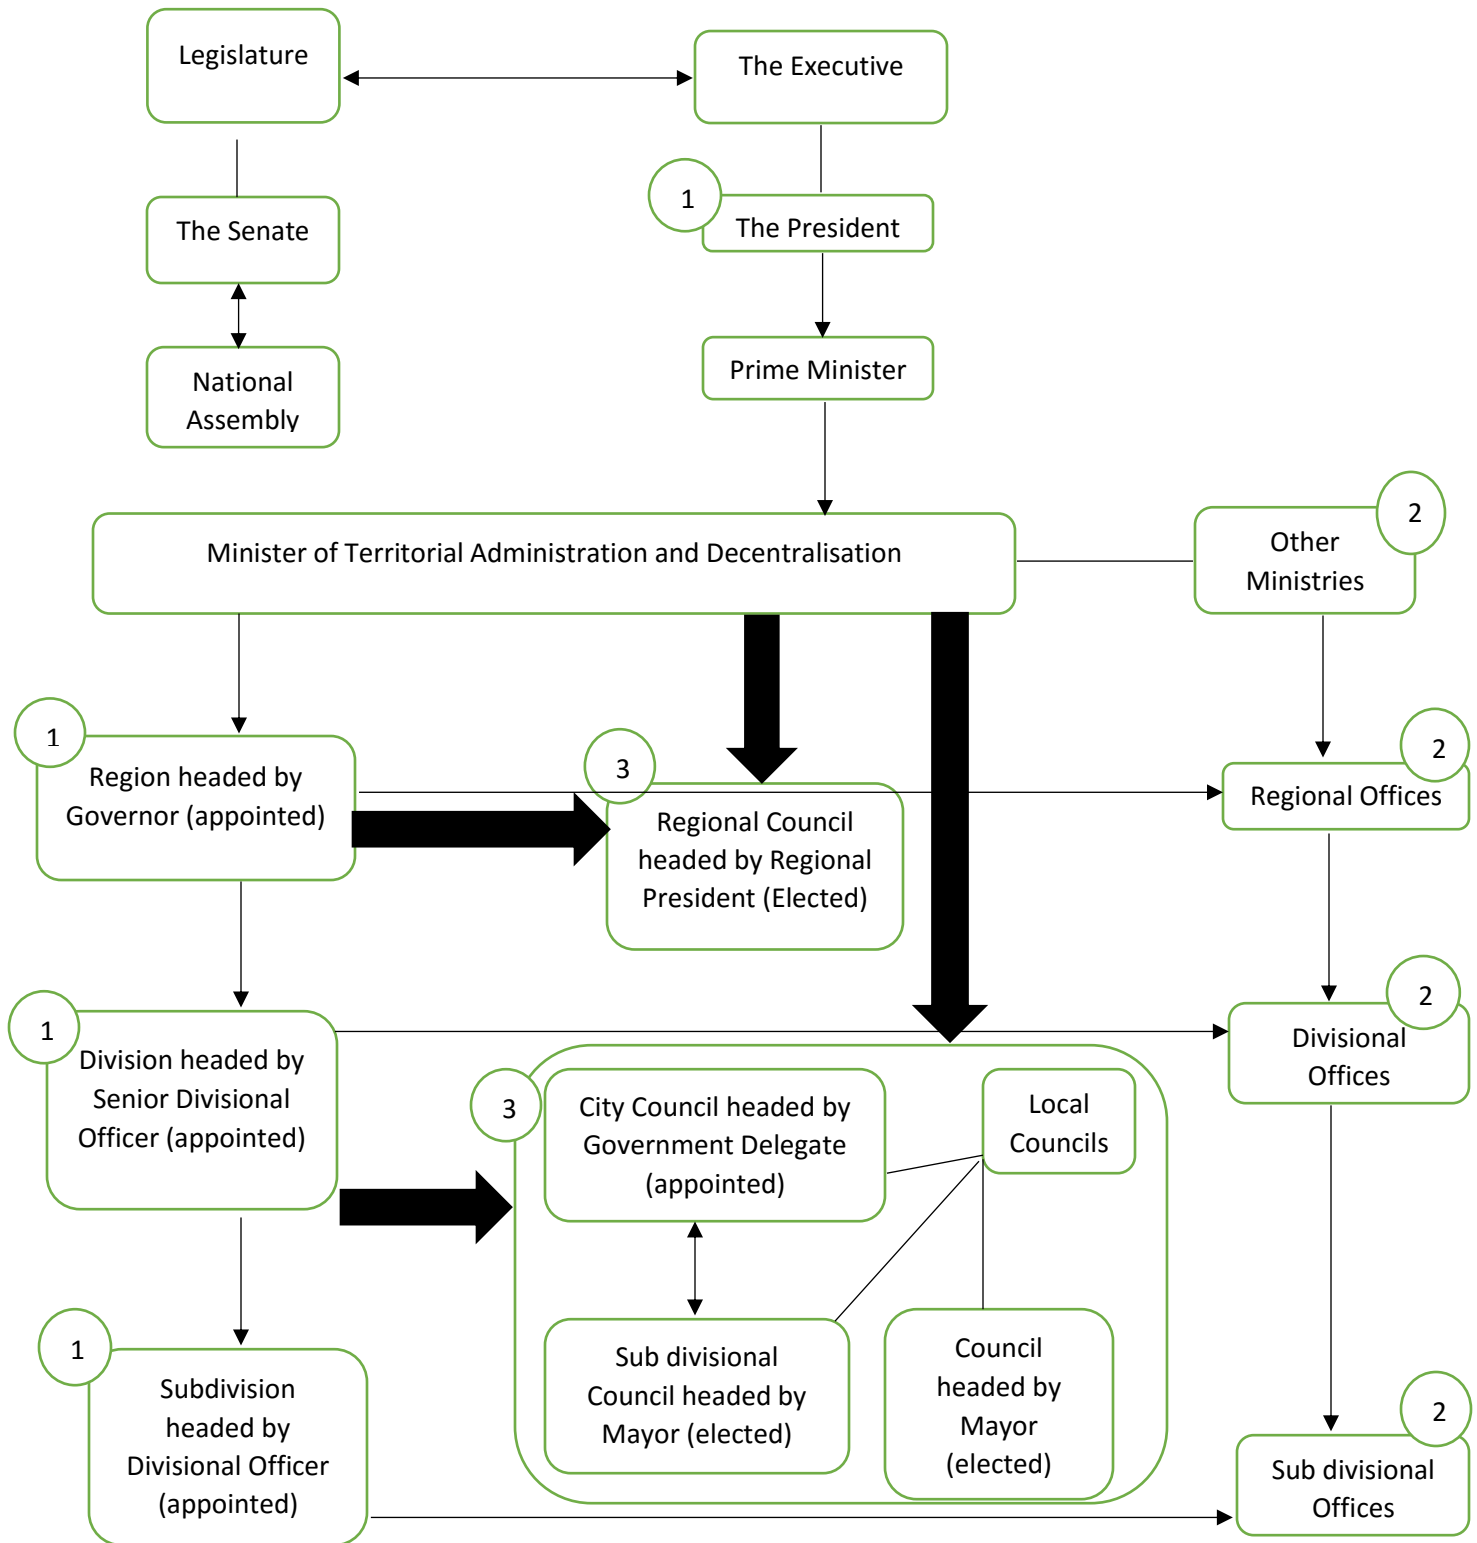 Legislature
The Executive
1
The President
The Senate
National
Assembly
Prime Minister
Minister of Territorial Administration and Decentralisation
2
Other
Ministries
1
Region headed by
Governor (appointed)
3
Regional Council
headed by Regional
President (Elected)
2
Regional Offices
1
Division headed by
Senior Divisional
Officer (appointed)
3
City Council headed by
Government Delegate
(appointed)
Local
Councils
2
Divisional
Offices
1
Subdivision
headed by
Divisional Officer
(appointed)
Sub divisional
Council headed by
Mayor (elected)
Council
headed by
Mayor
(elected)
2
Sub divisional
Offices